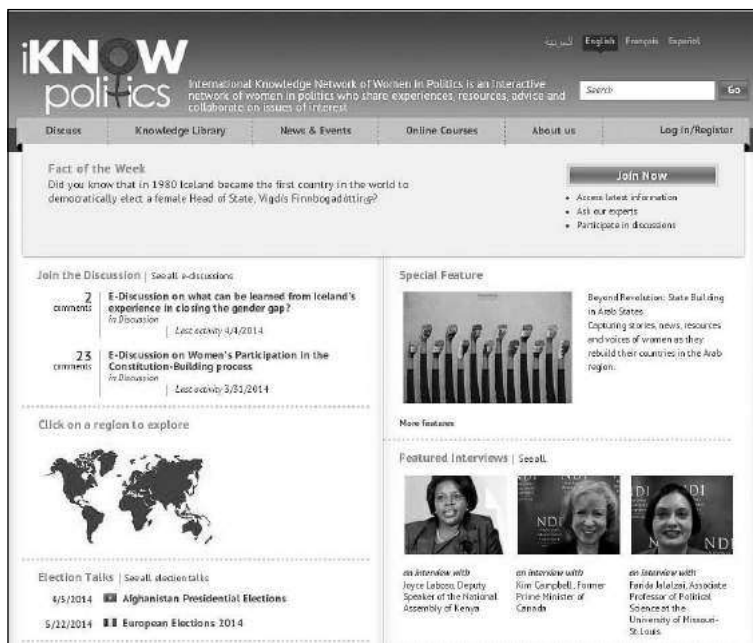 العربية English Français Español
iKNOW
politics
International Knowledge Network of Women in Politics is an interactive
network of women in politics who share experiences, resources, advice and
collaborate on issues of interest
Search Go
Discuss Knowledge Library News & Events Online Courses About us Log in/Register
Fact of the Week
Did you know that in 1980 Iceland became the first country in the world to
democratically elect a female Head of State, Vigdís Finnbogadóttir?
Join Now
• Access latest information
• Ask our experts
• Participate in discussions
Join the Discussion | See all e-discussions
2
comments
E-Discussion on what can be learned from Iceland's
experience in closing the gender gap?
in Discussion
Last activity 4/4/2014
23
comments
E-Discussion on Women's Participation in the
Constitution-Building process
in Discussion
Last activity 3/31/2014
Click on a region to explore
Election Talks | See all election talks
4/5/2014 Afghanistan Presidential Elections
5/22/2014 European Elections 2014
Special Feature
Beyond Revolution: State Building
in Arab States
Capturing stories, news, resources
and voices of women as they
rebuild their countries in the Arab
region.
More features
Featured Interviews | See all
NDI
NDI
NDI
NDI
an interview with
Joyce Laboso, Deputy
Speaker of the National
Assembly of Kenya
an interview with
Kim Campbell, Former
Prime Minister of
Canada
an interview with
Farida Jalalzai, Associate
Professor of Political
Science at the
University of Missouri-
St. Louis